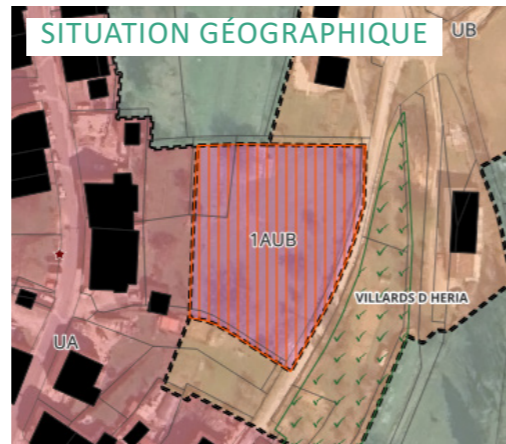 SITUATION GÉOGRAPHIQUE
UB
1AUB
VILLARDS D HERIA
UA